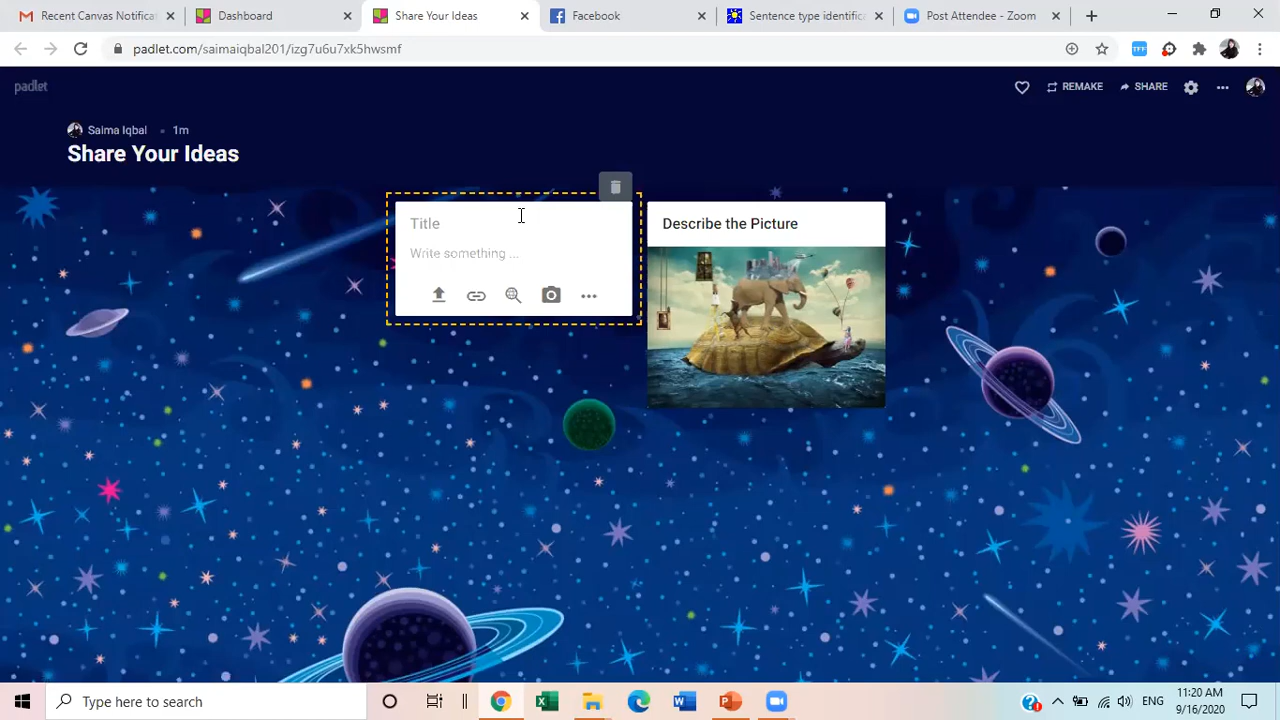 Recent Canvas Notificat
Dashboard
Share Your Ideas
Facebook
Sentence type identifica
Post Attendee - Zoom
padlet.com/saimaiqbal201/izg7u6u7xk5hwsmf
padlet
REMAKE
SHARE
Saima Iqbal • 1m
Share Your Ideas
Title
Write something ...
Describe the Picture
Type here to search
ENG
11:20 AM
9/16/2020